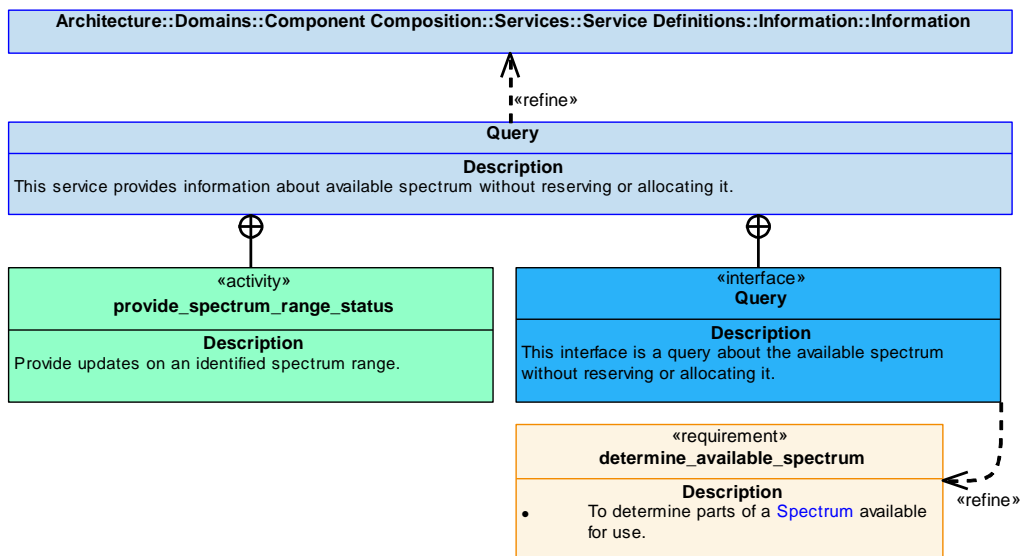 Architecture::Domains::Component Composition::Services::Service Definitions::Information::Information
«refine»
Query
Description
This service provides information about available spectrum without reserving or allocating it.
«activity»
provide_spectrum_range_status
Description
Provide updates on an identified spectrum range.
«interface»
Query
Description
This interface is a query about the available spectrum
without reserving or allocating it.
«requirement»
determine_available_spectrum
Description
• To determine parts of a Spectrum available
for use.
«refine»